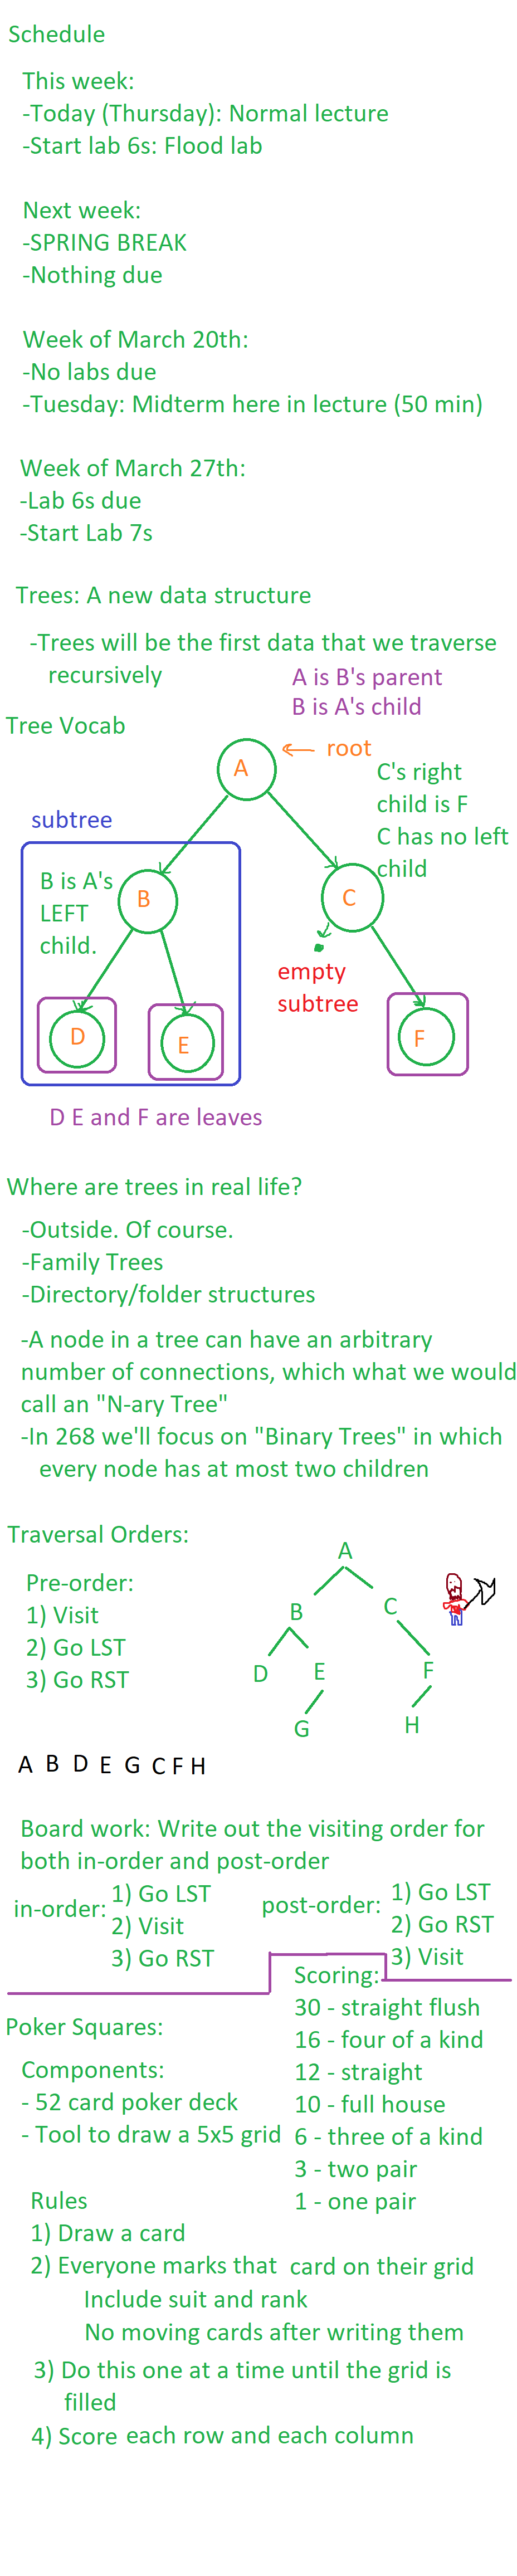 Schedule
This week:
-Today (Thursday): Normal lecture
-Start lab 6s: Flood lab
Next week:
-SPRING BREAK
-Nothing due
Week of March 20th:
-No labs due
-Tuesday: Midterm here in lecture (50 min)
Week of March 27th:
-Lab 6s due
-Start Lab 7s
Trees: A new data structure
-Trees will be the first data that we traverse
recursively
A is B's parent
B is A's child
Tree Vocab
root
A
C's right
child is F
C has no left
child
subtree
B is A's
LEFT
child.
B
C
empty
subtree
D
E
F
D E and F are leaves
Where are trees in real life?
-Outside. Of course.
-Family Trees
-Directory/folder structures
-A node in a tree can have an arbitrary
number of connections, which what we would
call an "N-ary Tree"
-In 268 we'll focus on "Binary Trees" in which
every node has at most two children
Traversal Orders:
Pre-order:
1) Visit
2) Go LST
3) Go RST
A
B
C
D
E
F
G
H
A B D E G C F H
Board work: Write out the visiting order for
both in-order and post-order
in-order:
1) Go LST
2) Visit
3) Go RST
post-order:
1) Go LST
2) Go RST
3) Visit
Poker Squares:
Components:
- 52 card poker deck
- Tool to draw a 5x5 grid
Scoring:
30 - straight flush
16 - four of a kind
12 - straight
10 - full house
6 - three of a kind
3 - two pair
1 - one pair
Rules
1) Draw a card
2) Everyone marks that card on their grid
Include suit and rank
No moving cards after writing them
3) Do this one at a time until the grid is
filled
4) Score each row and each column